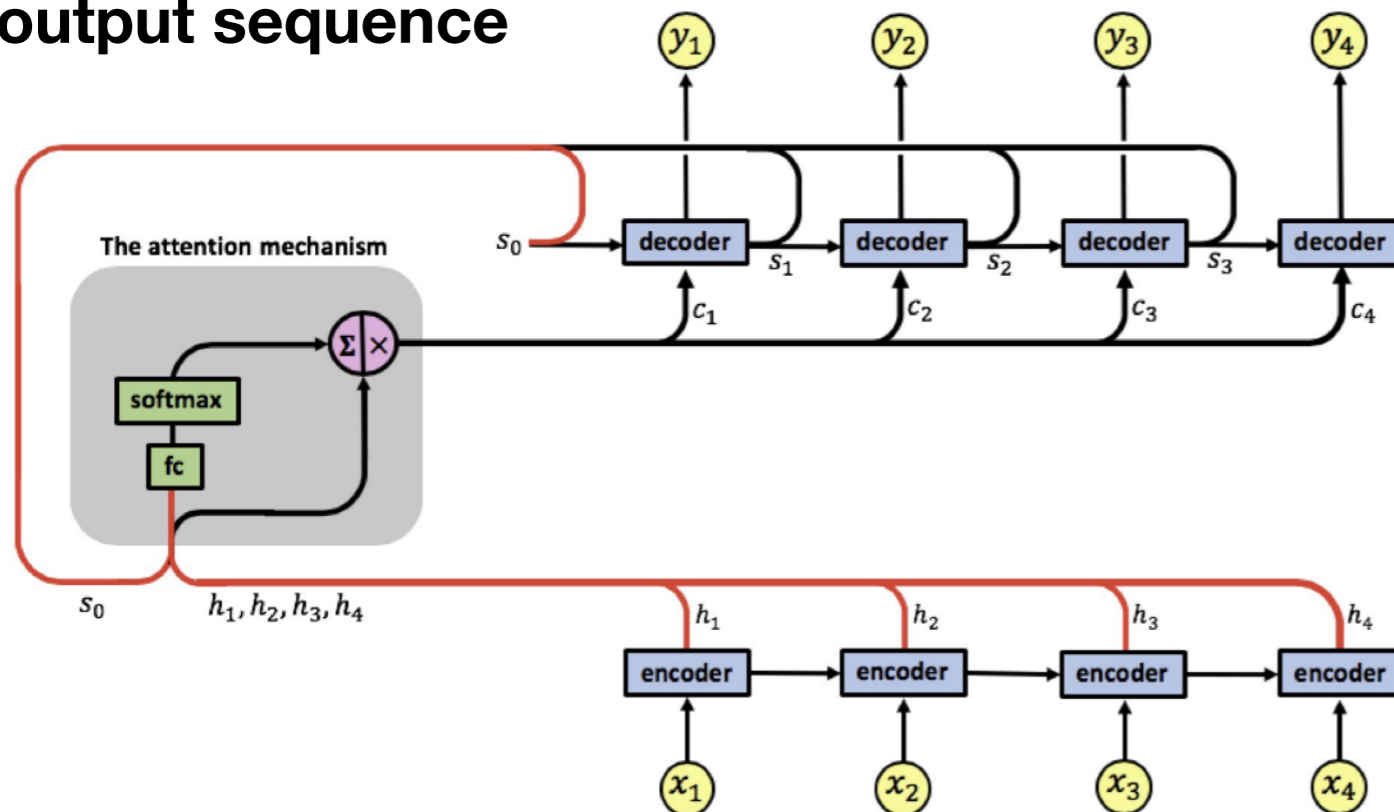 output sequence
y₁ y₂ y₃ y₄
The attention mechanism
s₀ decoder decoder decoder decoder
s₁ s₂ s₃
c₁ c₂ c₃ c₄
Σ ×
softmax
fc
s₀ h₁, h₂, h₃, h₄
h₁ h₂ h₃ h₄
encoder encoder encoder encoder
x₁ x₂ x₃ x₄